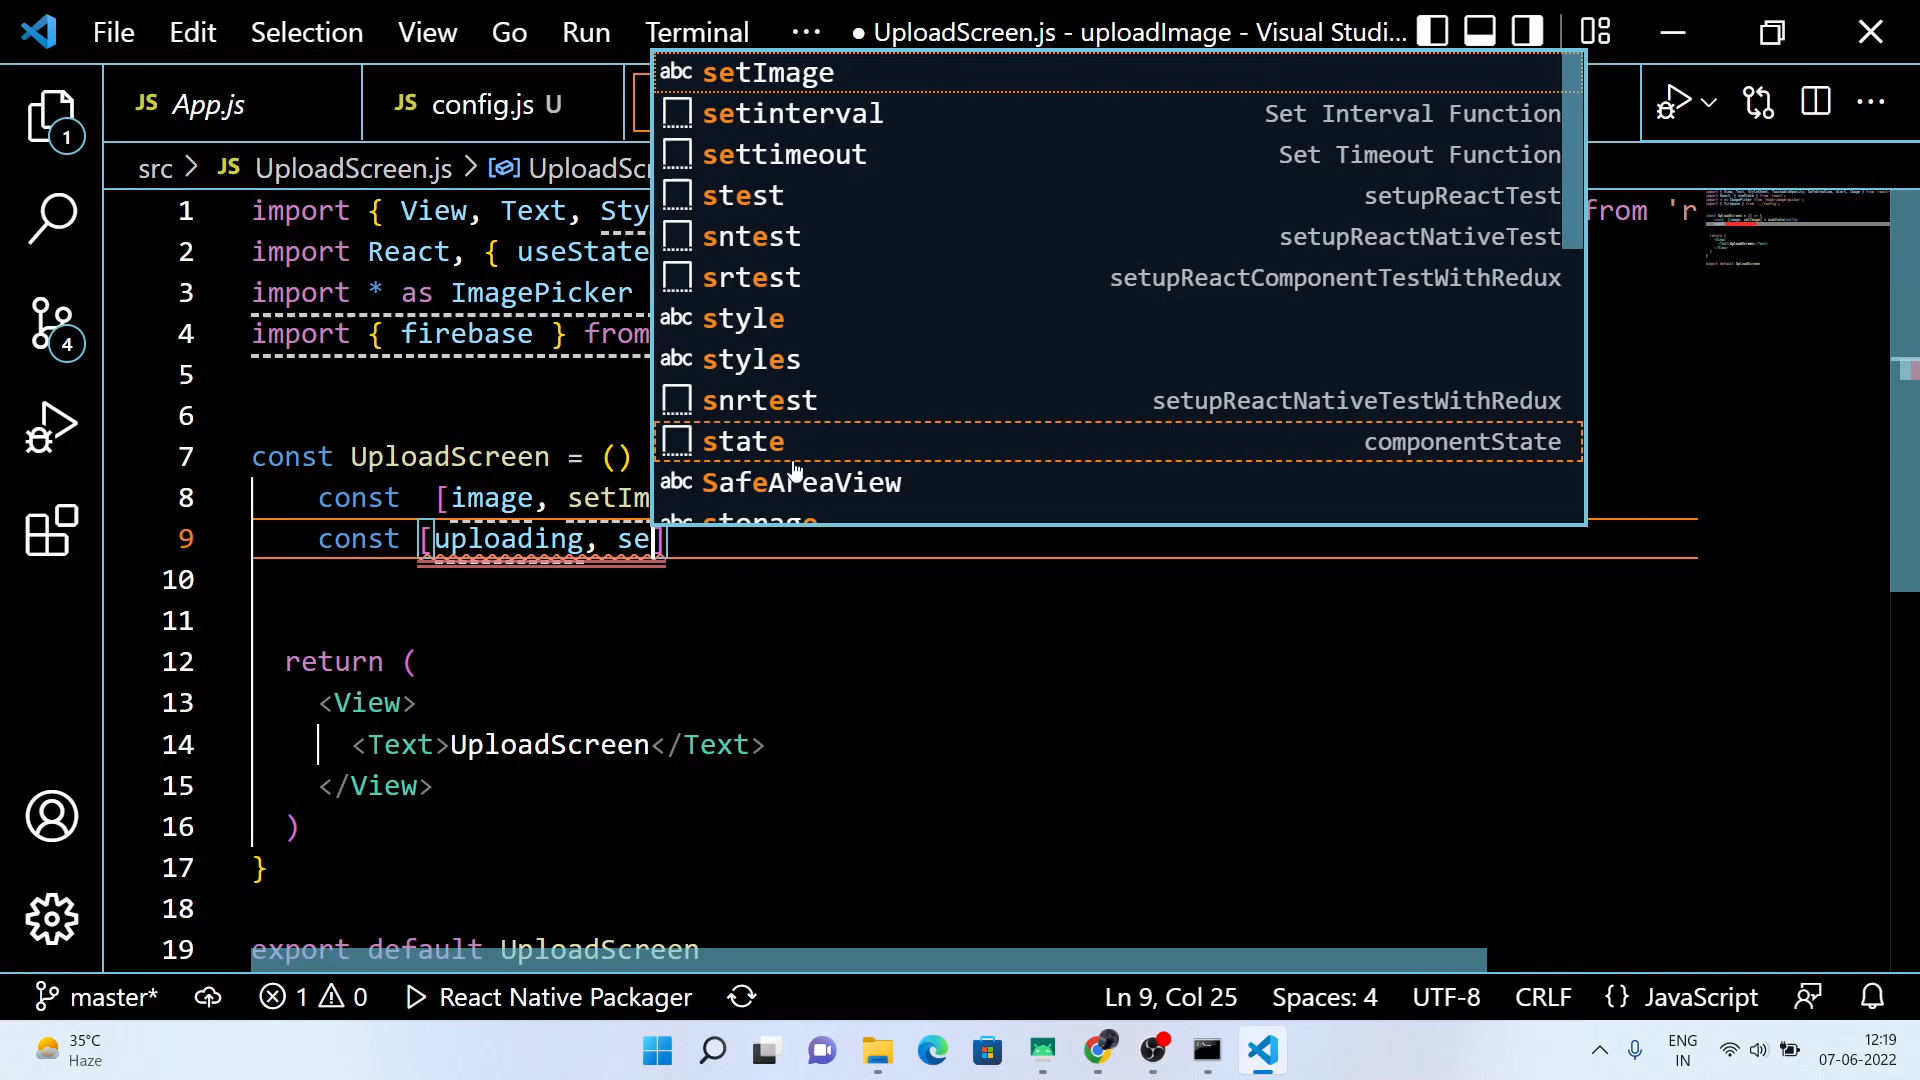 File Edit Selection View Go Run Terminal ··· ● UploadScreen.js - uploadImage - Visual Studi...
JS App.js JS config.js U
src > JS UploadScreen.js > UploadScr
1 import { View, Text, Sty from 'r
2 import React, { useState
3 import * as ImagePicker
4 import { firebase } from
5
6
7 const UploadScreen = ()
8 const [image, setIm
9 const [uploading, se]
10
11
12 return (
13 <View>
14 <Text>UploadScreen</Text>
15 </View>
16 )
17 }
18
19 export default UploadScreen
abc setImage
setinterval Set Interval Function
settimeout Set Timeout Function
stest setupReactTest
sntest setupReactNativeTest
srtest setupReactComponentTestWithRedux
abc style
abc styles
snrtest setupReactNativeTestWithRedux
state componentState
abc SafeAreaView
abc storage
1
4
master* 1 0 React Native Packager Ln 9, Col 25 Spaces: 4 UTF-8 CRLF {} JavaScript
35°C
Haze
ENG
IN
12:19
07-06-2022